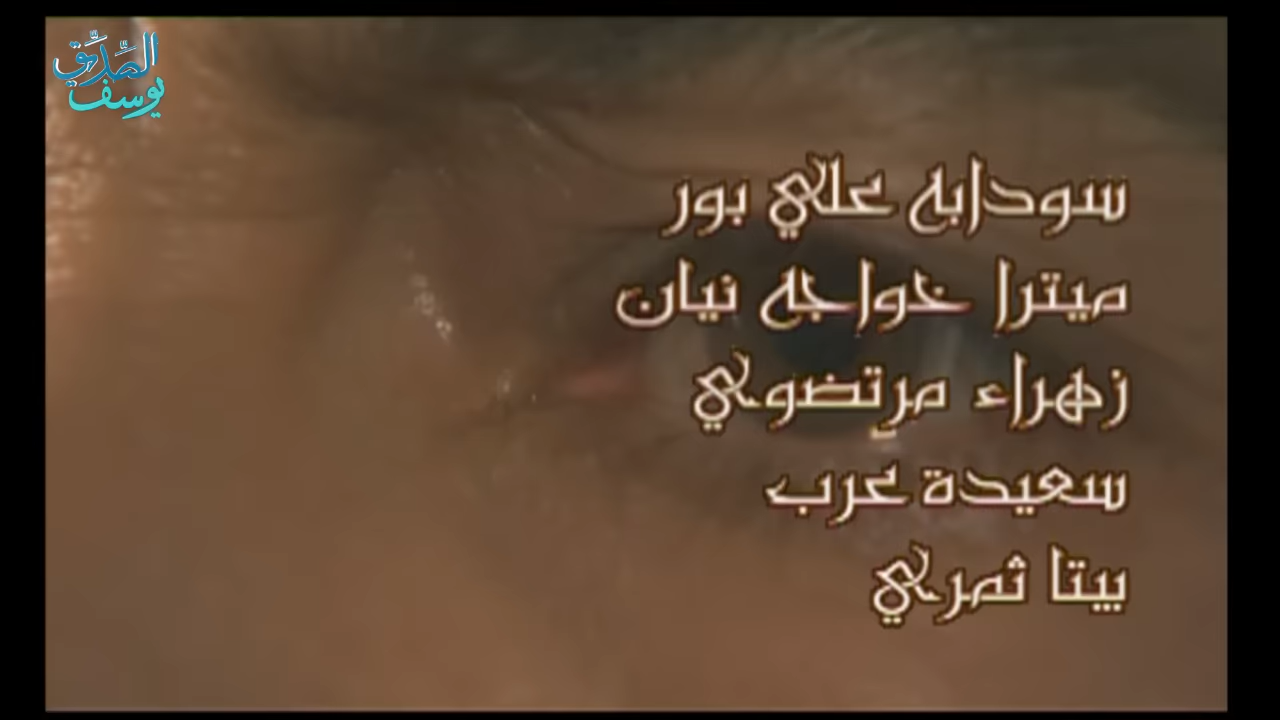 يوسف الصديق
سودابه علي بور
ميترا خواجه نيان
زهراء مرتضوي
سعيدة عرب
بيتا ثمري